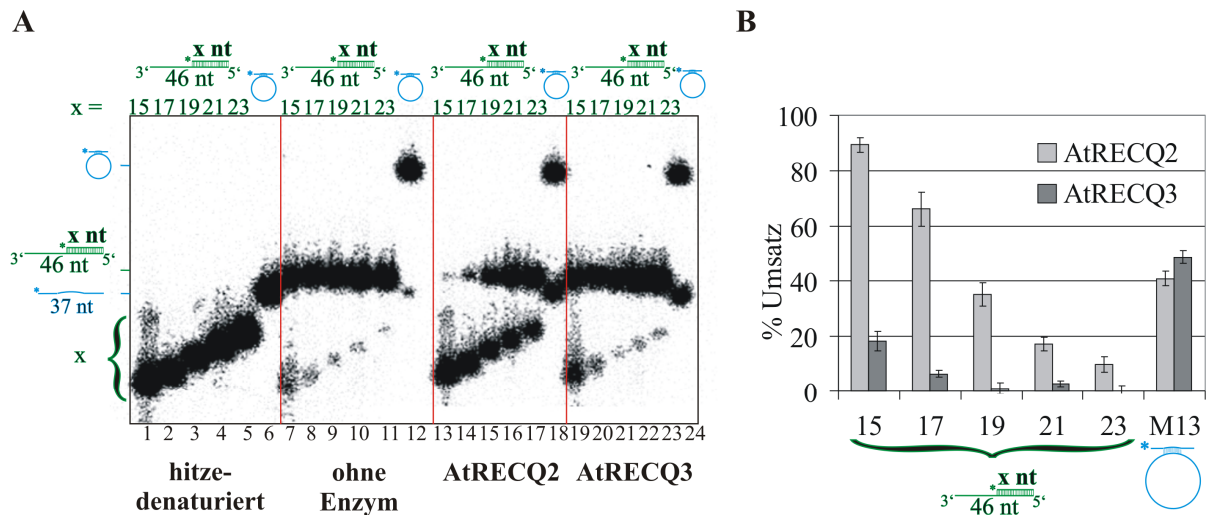 A
B
*x nt *x nt *x nt *x nt
3‘ 46 nt 5‘ * 3‘ 46 nt 5‘ * 3‘ 46 nt 5‘ * 3‘ 46 nt 5‘ *
x = 15 17 19 21 23 15 17 19 21 23 15 17 19 21 23 15 17 19 21 23
*
*x nt
3‘ 46 nt 5‘
* 37 nt
x
1 2 3 4 5 6 7 8 9 10 11 12 13 14 15 16 17 18 19 20 21 22 23 24
hitze-
denaturiert
ohne
Enzym
AtRECQ2
AtRECQ3
% Umsatz
100
80
60
40
20
0
AtRECQ2
AtRECQ3
15 17 19 21 23 M13
*
*x nt
3‘ 46 nt 5‘